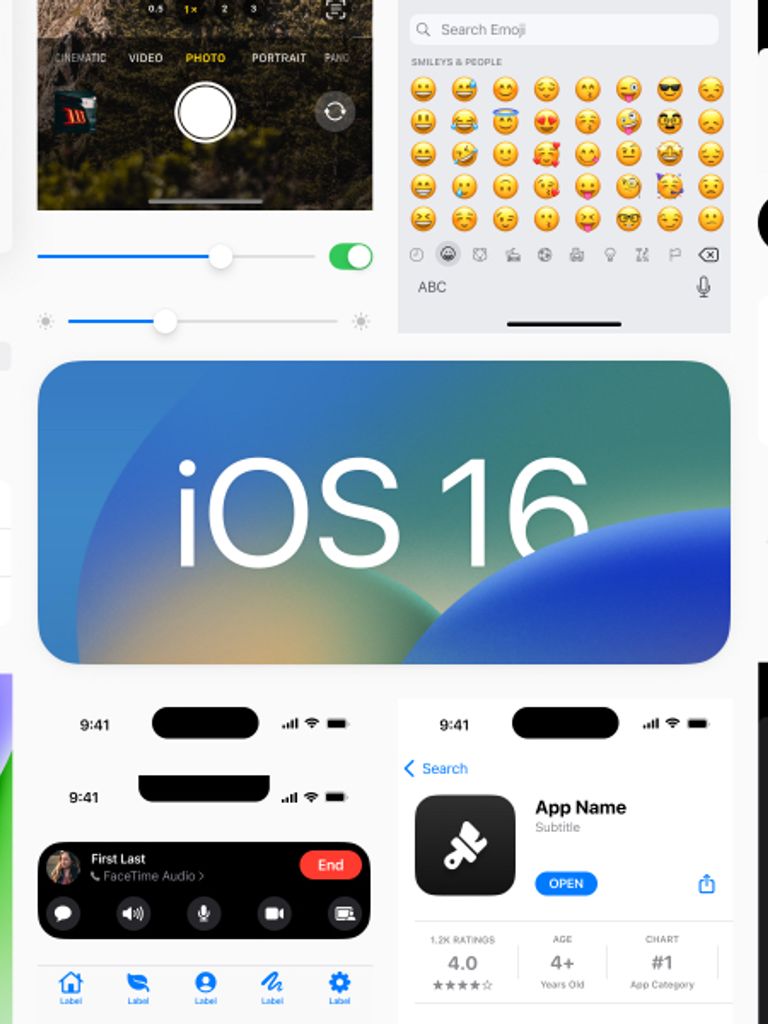 0.5 1× 2 3
CINEMATIC VIDEO PHOTO PORTRAIT PANO
Search Emoji
SMILEYS & PEOPLE
ABC
iOS 16
9:41
9:41
First Last
FaceTime Audio >
End
Label Label Label Label Label
9:41
Search
App Name
Subtitle
OPEN
1.2K RATINGS AGE CHART
4.0 4+ #1
Years Old App Category